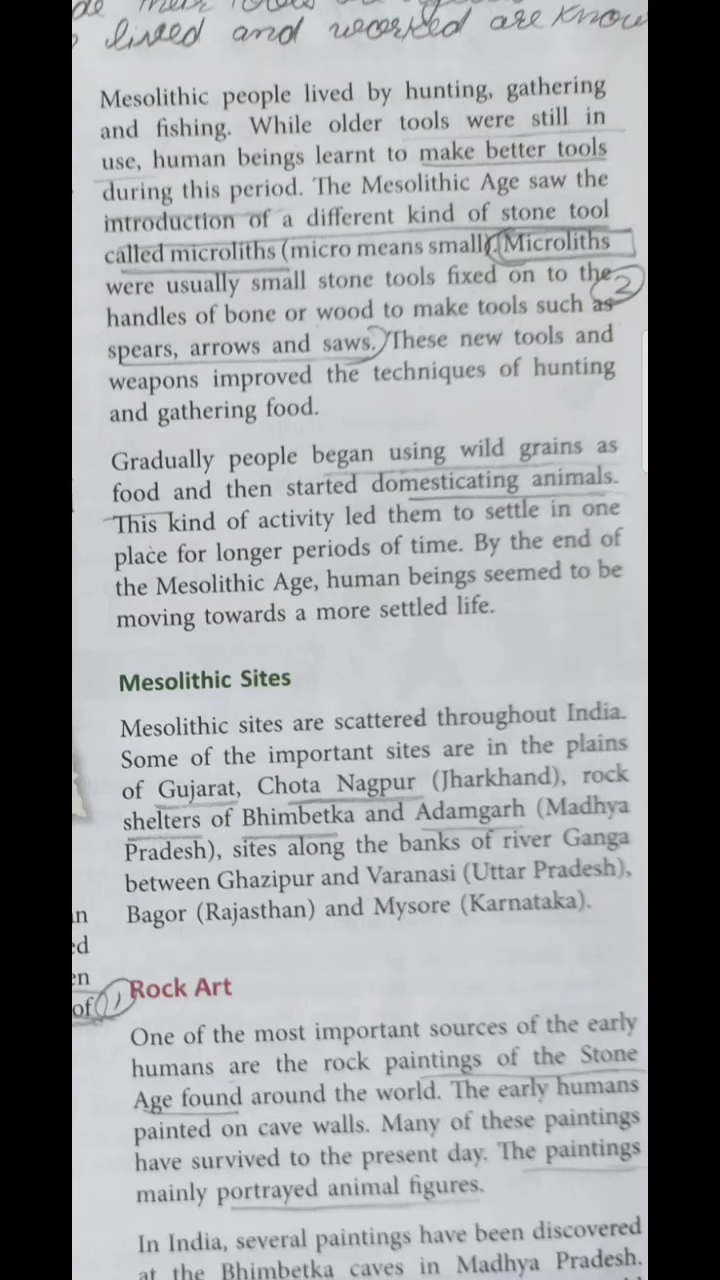 their
lived and worked are know
Mesolithic people lived by hunting, gathering
and fishing. While older tools were still in
use, human beings learnt to make better tools
during this period. The Mesolithic Age saw the
introduction of a different kind of stone tool
called microliths (micro means small). Microliths
were usually small stone tools fixed on to the
2
handles of bone or wood to make tools such as
spears, arrows and saws. These new tools and
weapons improved the techniques of hunting
and gathering food.
Gradually people began using wild grains as
food and then started domesticating animals.
This kind of activity led them to settle in one
place for longer periods of time. By the end of
the Mesolithic Age, human beings seemed to be
moving towards a more settled life.
Mesolithic Sites
Mesolithic sites are scattered throughout India.
Some of the important sites are in the plains
of Gujarat, Chota Nagpur (Jharkhand), rock
shelters of Bhimbetka and Adamgarh (Madhya
Pradesh), sites along the banks of river Ganga
between Ghazipur and Varanasi (Uttar Pradesh),
Bagor (Rajasthan) and Mysore (Karnataka).
n
ed
en
of
1) Rock Art
One of the most important sources of the early
humans are the rock paintings of the Stone
Age found around the world. The early humans
painted on cave walls. Many of these paintings
have survived to the present day. The paintings
mainly portrayed animal figures.
In India, several paintings have been discovered
at the Bhimbetka caves in Madhya Pradesh.